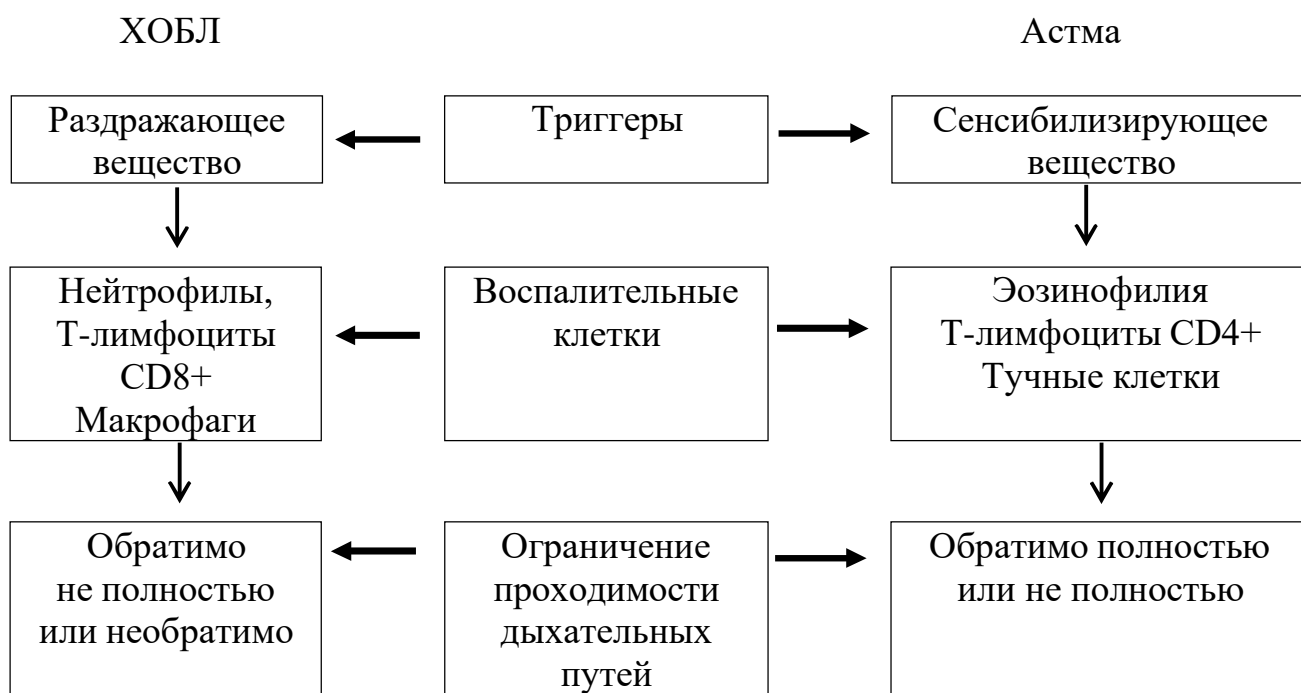 ХОБЛ
Астма
Раздражающее
вещество
Триггеры
Сенсибилизирующее
вещество
Нейтрофилы,
Т-лимфоциты
CD8+
Макрофаги
Воспалительные
клетки
Эозинофилия
Т-лимфоциты CD4+
Тучные клетки
Обратимо
не полностью
или необратимо
Ограничение
проходимости
дыхательных
путей
Обратимо полностью
или не полностью